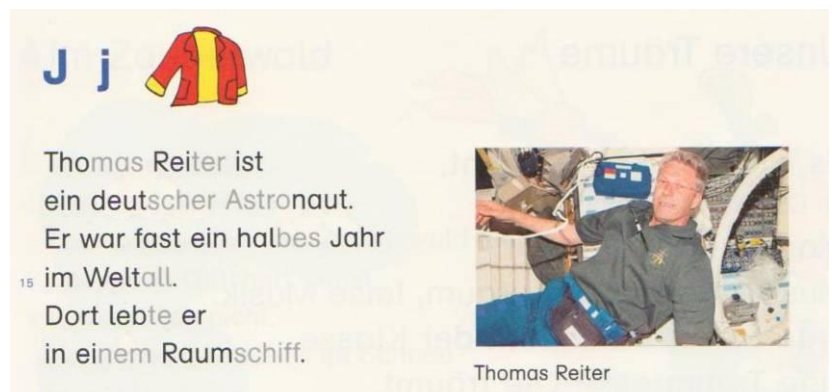 J j
Thomas Reiter ist
ein deutscher Astronaut.
Er war fast ein halbes Jahr
15 im Weltall.
Dort lebte er
in einem Raumschiff.
Thomas Reiter